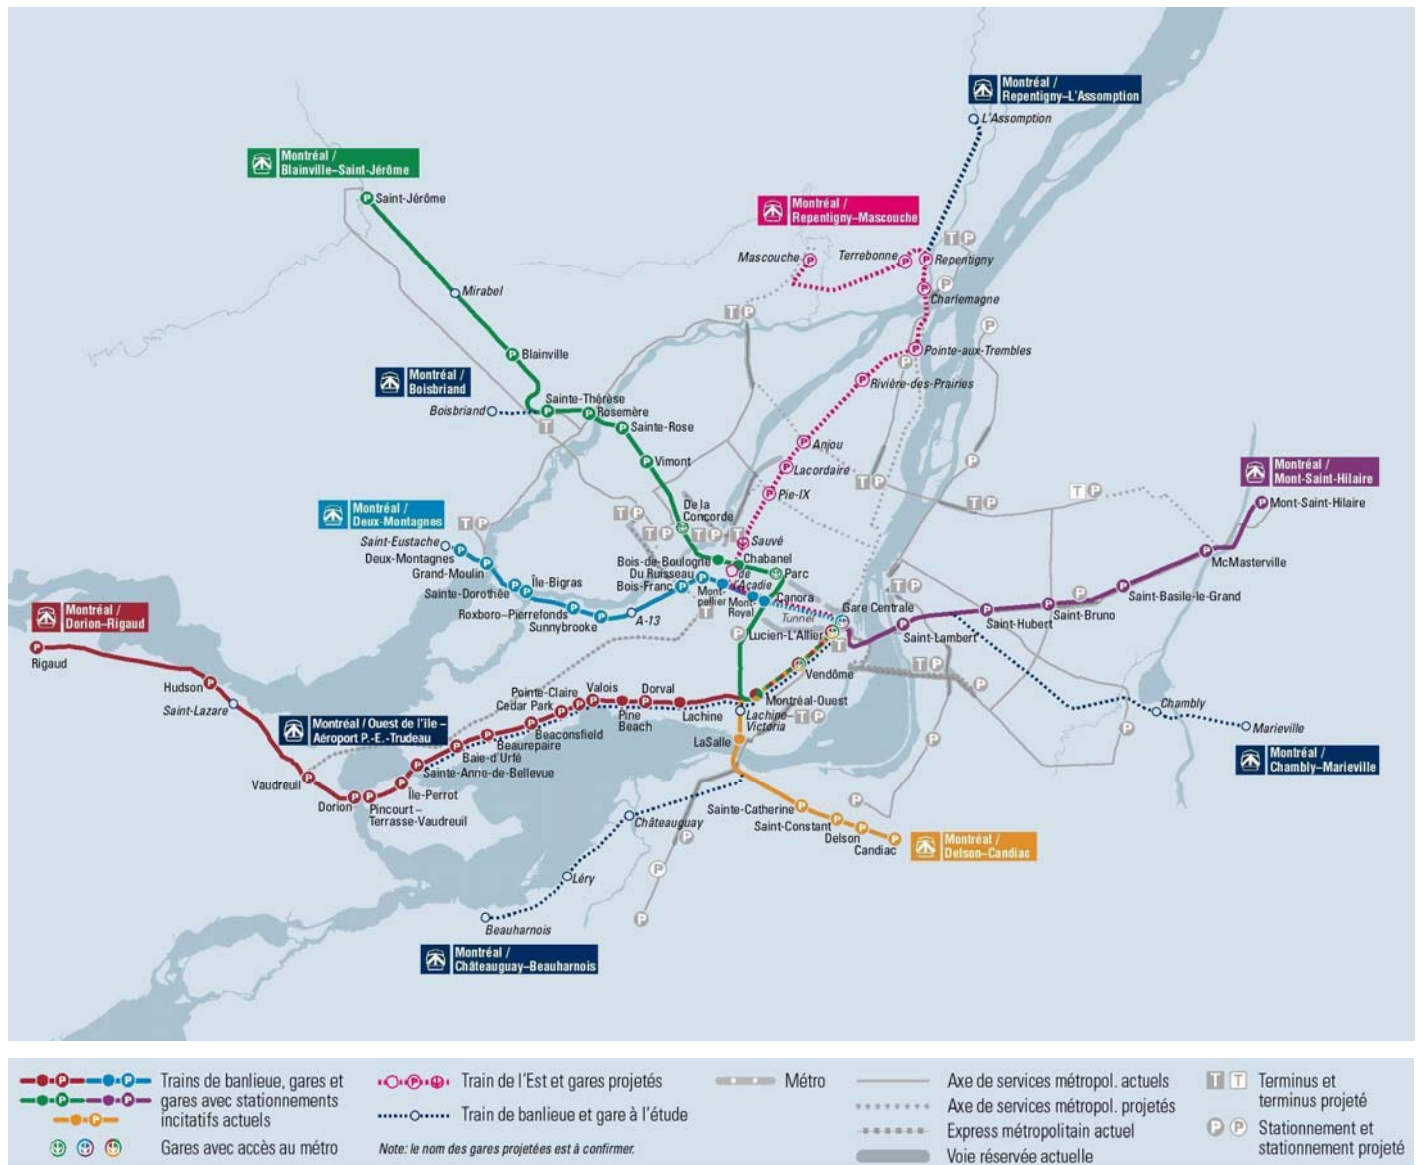 Montréal /
Repentigny–L'Assomption
L'Assomption
Montréal /
Blainville–Saint-Jérôme
Saint-Jérôme
Montréal /
Repentigny–Mascouche
Mascouche
Terrebonne
Repentigny
T P
Mirabel
Charlemagne
P
T P
P
Blainville
Pointe-aux-Trembles
P
Montréal /
Boisbriand
Rivière-des-Prairies
Boisbriand
Sainte-Thérèse
Rosemère
T
Sainte-Rose
Anjou
Vimont
Lacordaire
P
Montréal /
Mont-Saint-Hilaire
T P
Pie-IX
T P
T P
Mont-Saint-Hilaire
De la
Concorde
Montréal /
Deux-Montagnes
T P
T P
T P
T P
T
Saint-Eustache
Deux-Montagnes
Grand-Moulin
Sauvé
Bois-de-Boulogne
Chabanel
McMasterville
Du Ruisseau
de
l'Acadie
Parc
Île-Bigras
Sainte-Dorothée
Bois-Franc
Mont-
pellier
Mont-
Royal
Canora
T P
Saint-Basile-le-Grand
P
Roxboro–Pierrefonds
Sunnybrooke
A-13
T
Tunnel
Gare Centrale
Saint-Hubert
Saint-Bruno
Montréal /
Dorion–Rigaud
P
Lucien-L'Allier
Saint-Lambert
T
Rigaud
Vendôme
T P
P
Hudson
Saint-Lazare
Pointe-Claire
Cedar Park
Valois
Dorval
Pine
Beach
Lachine
Montréal-Ouest
Lachine–
Victoria
T P
Chambly
Marieville
P
Montréal / Ouest de l'île –
Aéroport P.-E.-Trudeau
Beaconsfield
Beaurepaire
Baie-d'Urfé
Sainte-Anne-de-Bellevue
LaSalle
P
Montréal /
Chambly–Marieville
Vaudreuil
Dorion
Pincourt –
Terrasse-Vaudreuil
Île-Perrot
P
Sainte-Catherine
Saint-Constant
Delson
Candiac
Châteauguay
P
Montréal /
Delson–Candiac
P
Léry
P
Beauharnois
Montréal /
Châteauguay–Beauharnois
Trains de banlieue, gares et
gares avec stationnements
incitatifs actuels
Gares avec accès au métro
Train de l'Est et gares projetés
Train de banlieue et gare à l'étude
Note: le nom des gares projetées est à confirmer.
Métro
Axe de services métropol. actuels
Axe de services métropol. projetés
Express métropolitain actuel
Voie réservée actuelle
T T Terminus et
terminus projeté
P P Stationnement et
stationnement projeté